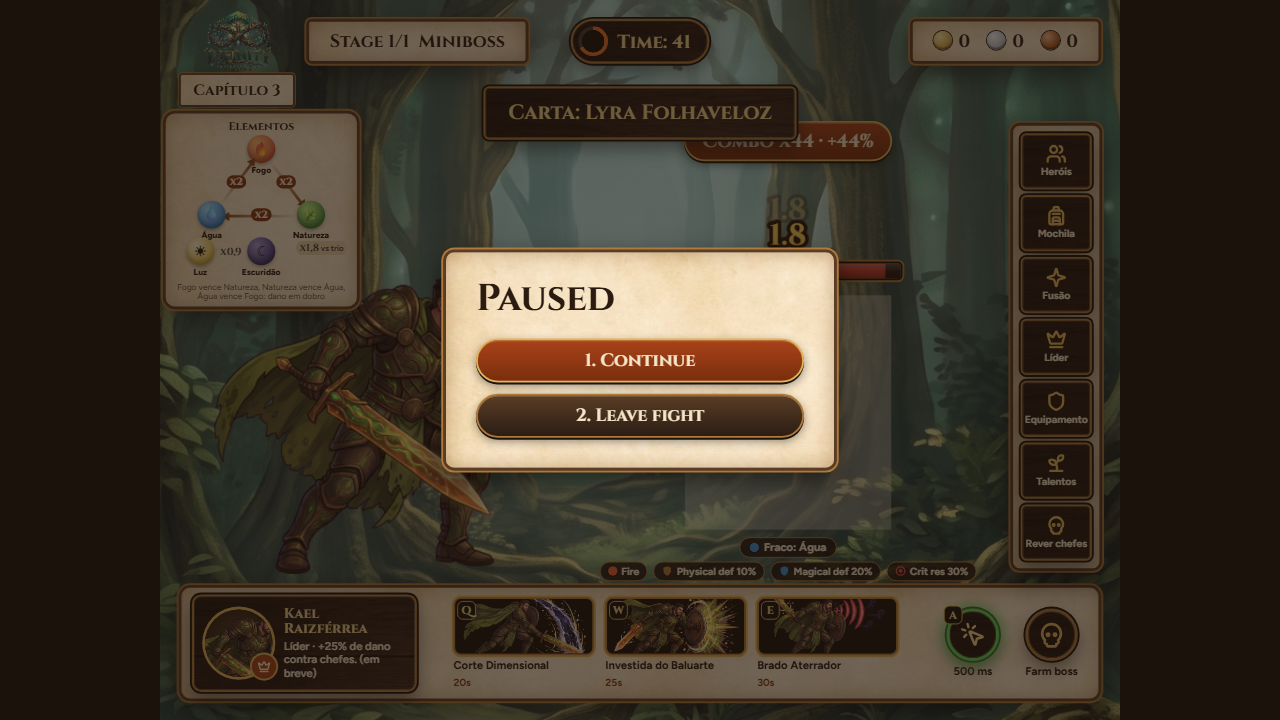 Stage 1/1 Miniboss
Time: 41
0 0 0
Capítulo 3
Carta: Lyra Folhaveloz
Combo x44 · +44%
Elementos
Fogo
x2
x2
x2
Água
Natureza
x0,9
x1,8 vs trio
Luz
Escuridão
Fogo vence Natureza, Natureza vence Água,
Água vence Fogo: dano em dobro
1.8
1.8
Paused
1. Continue
2. Leave fight
Heróis
Mochila
Fusão
Líder
Equipamento
Talentos
Rever chefes
Fraco: Água
Fire
Physical def 10%
Magical def 20%
Crit res 30%
Kael
Raizférrea
Líder · +25% de dano
contra chefes. (em
breve)
Q
Corte Dimensional
20s
W
Investida do Baluarte
25s
E
Brado Aterrador
30s
A
500 ms
Farm boss